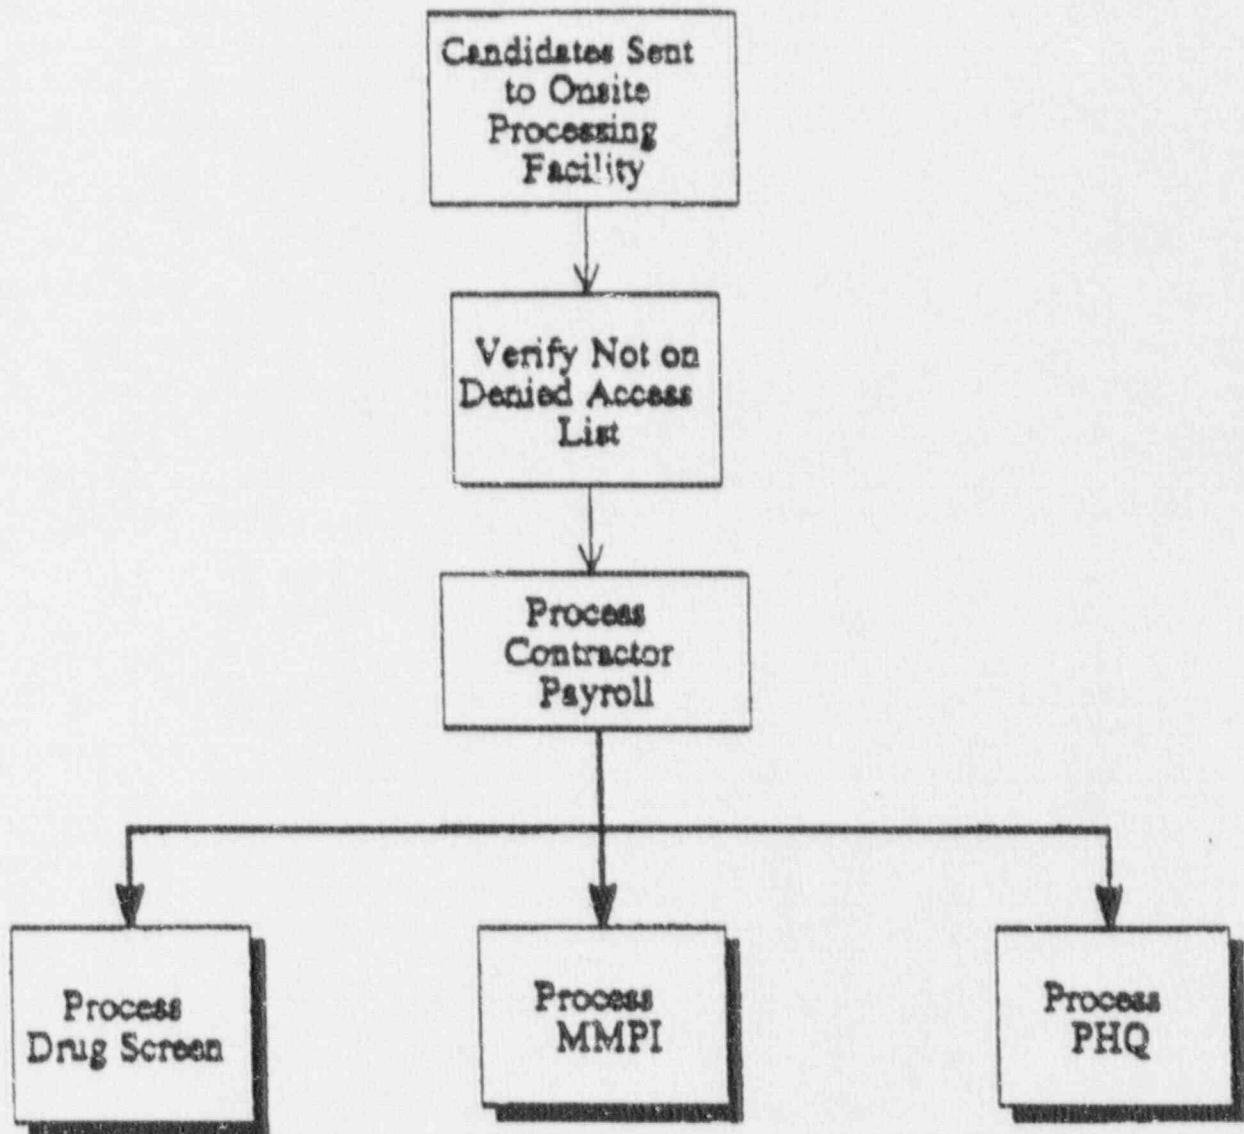 Candidates Sent
to Onsite
Processing
Facility
Verify Not on
Denied Access
List
Process
Contractor
Payroll
Process
Drug Screen
Process
MMPI
Process
PHQ